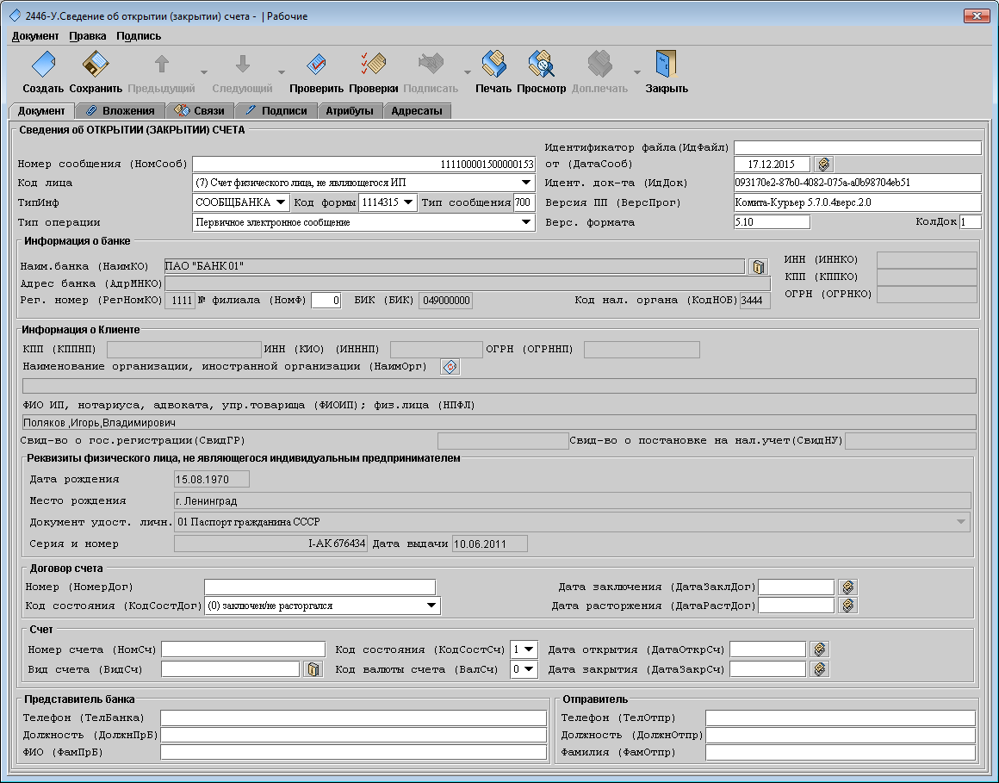 2446-У.Сведение об открытии (закрытии) счета - | Рабочие
Документ Правка Подпись
Создать Сохранить Предыдущий Следующий Проверить Проверки Подписать Печать Просмотр Доп.печать Закрыть
Документ Вложения Связи Подписи Атрибуты Адресаты
Сведения об ОТКРЫТИИ (ЗАКРЫТИИ) СЧЕТА
Идентификатор файла(ИдФайл)
Номер сообщения (НомСооб) 111100001500000153 от (ДатаСооб) 17.12.2015
Код лица (7) Счет физического лица, не являющегося ИП Идент. док-та (ИдДок) 093170e2-87b0-4082-075a-a0b98704eb51
ТипИнф СООБЩБАНКА Код формы 1114315 Тип сообщения 700 Версия ПП (ВерсПрог) Комита-Курьер 5.7.0.4верс.2.0
Тип операции Первичное электронное сообщение Верс. формата 5.10 КолДок 1
Информация о банке
Наим.банка (НаимКО) ПАО "БАНК 01" ИНН (ИННКО)
Адрес банка (АдрМНКО) КПП (КППКО)
Рег. номер (РегНомКО) 1111 № филиала (НомФ) 0 БИК (БИК) 049000000 Код нал. органа (КодНОБ) 3444 ОГРН (ОГРНКО)
Информация о Клиенте
КПП (КППНП) ИНН (КИО) (ИНННП) ОГРН (ОГРННП)
Наименование организации, иностранной организации (НаимОрг)
ФИО ИП, нотариуса, адвоката, упр.товарища (ФИОИП); физ.лица (НПФЛ)
Поляков ,Игорь,Владимирович
Свид-во о гос.регистрации(СвидГР) Свид-во о постановке на нал.учет(СвидНУ)
Реквизиты физического лица, не являющегося индивидуальным предпринимателем
Дата рождения 15.08.1970
Место рождения г. Ленинград
Документ удост. личн. 01 Паспорт гражданина СССР
Серия и номер I-АК 676434 Дата выдачи 10.06.2011
Договор счета
Номер (НомерДог) Дата заключения (ДатаЗаклДог)
Код состояния (КодСостДог) (0) заключен/не расторгался Дата расторжения (ДатаРастДог)
Счет
Номер счета (НомСч) Код состояния (КодСостСч) 1 Дата открытия (ДатаОткрСч)
Вид счета (ВидСч) Код валюты счета (ВалСч) 0 Дата закрытия (ДатаЗакрСч)
Представитель банка Отправитель
Телефон (ТелБанка) Телефон (ТелОтпр)
Должность (ДолжнПрБ) Должность (ДолжнОтпр)
ФИО (ФамПрБ) Фамилия (ФамОтпр)